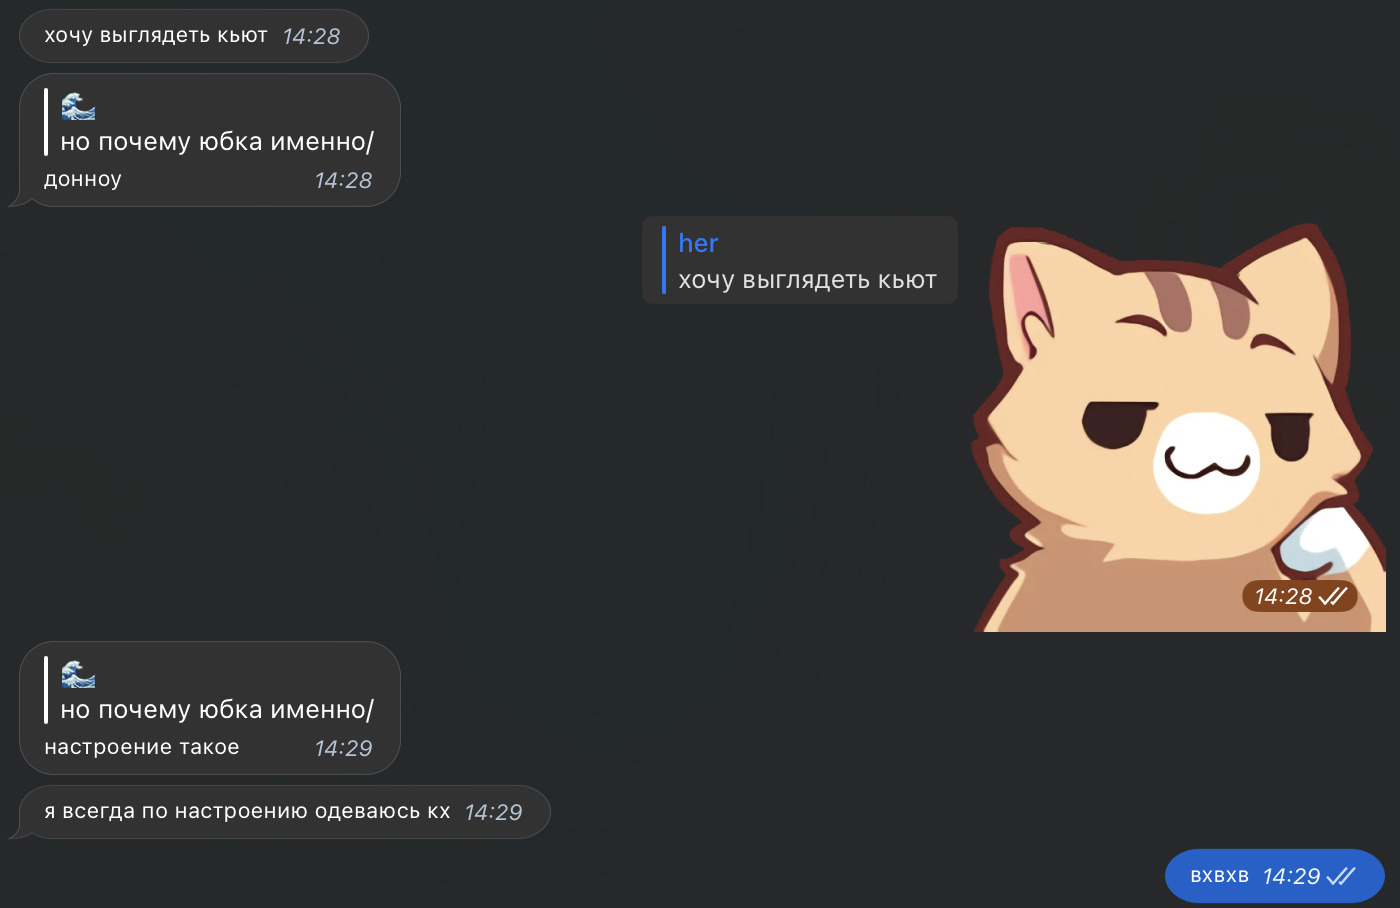 хочу выглядеть кьют 14:28
🌊
но почему юбка именно/
донноу 14:28
her
хочу выглядеть кьют
14:28
🌊
но почему юбка именно/
настроение такое 14:29
я всегда по настроению одеваюсь кх 14:29
вхвхв 14:29